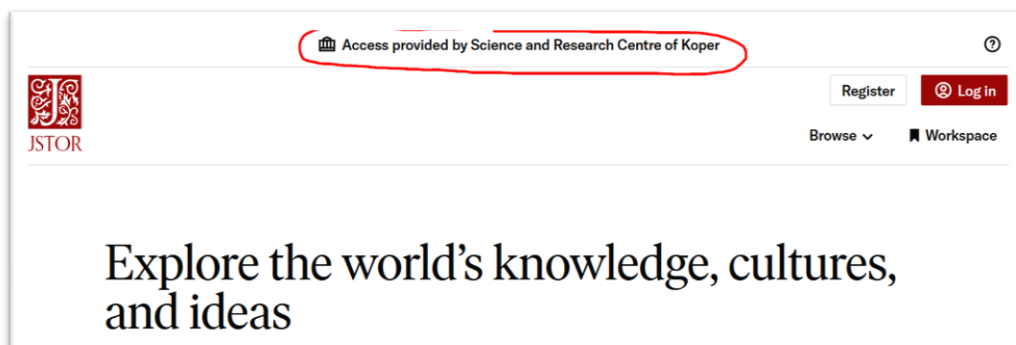 Access provided by Science and Research Centre of Koper
JSTOR
Register
Log in
Browse
Workspace
Explore the world's knowledge, cultures,
and ideas